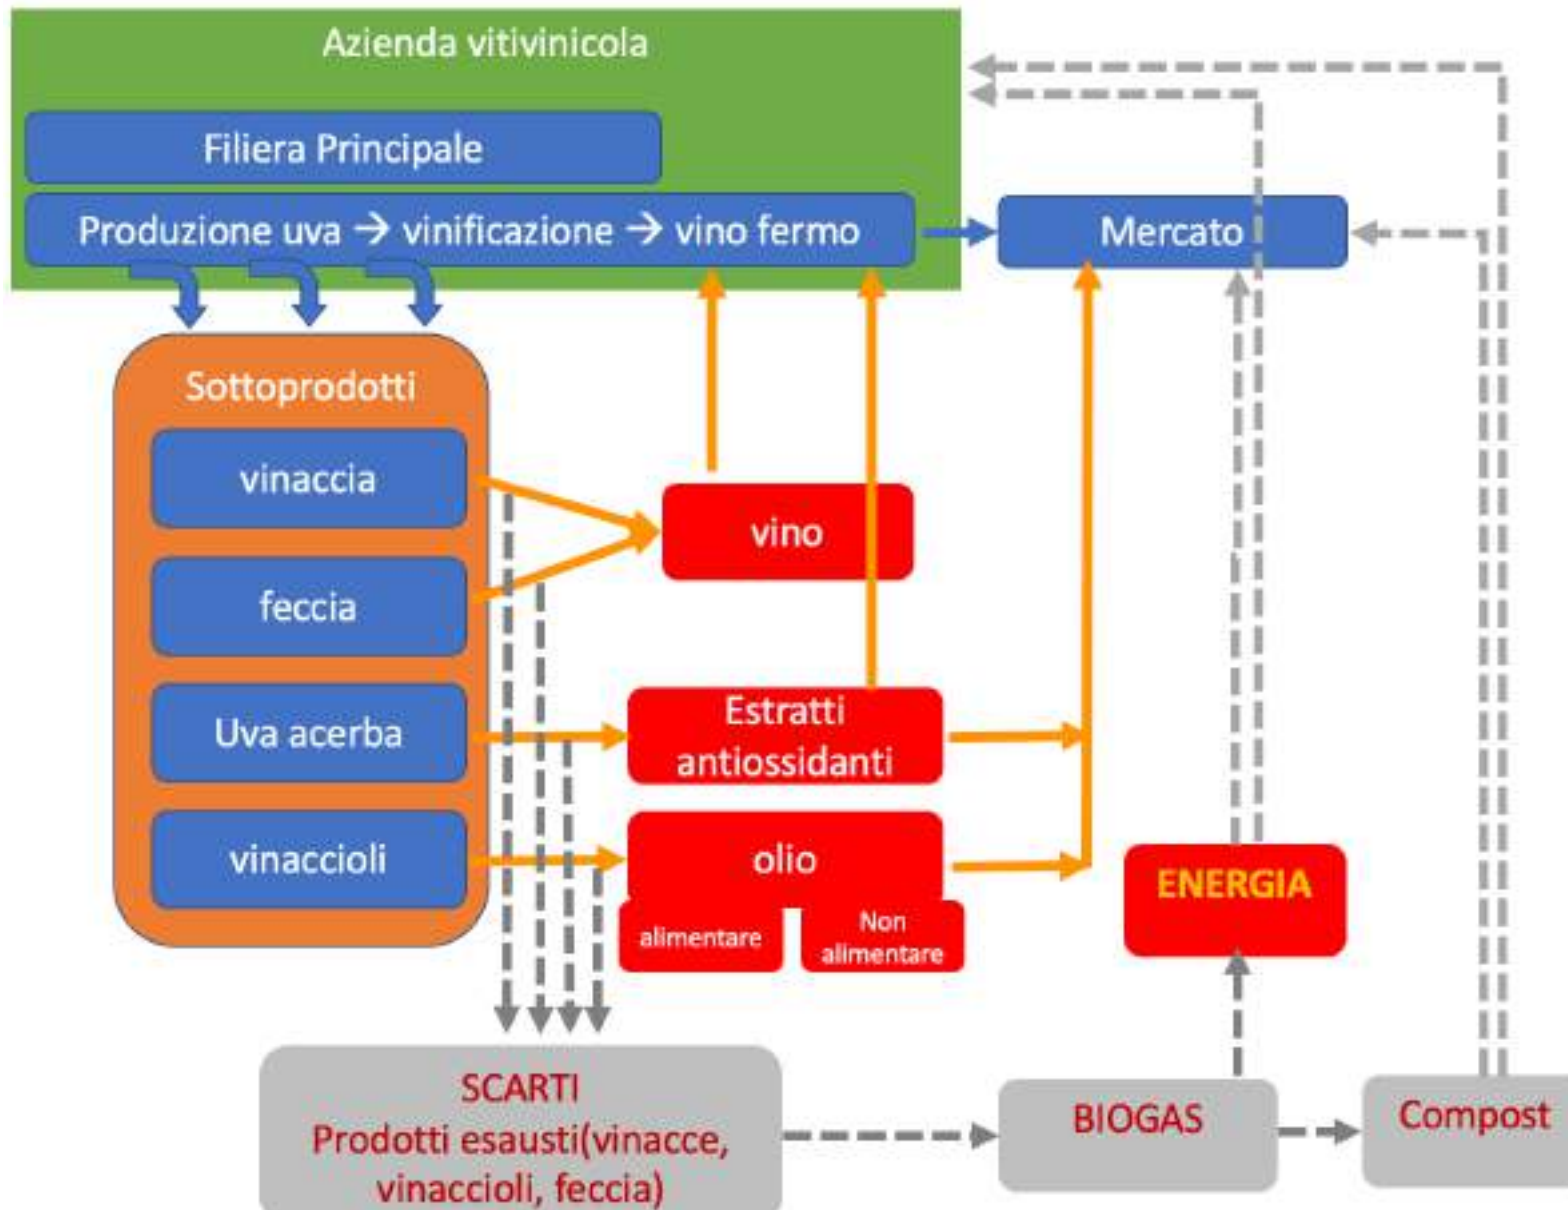 Azienda vitivinicola
Filiera Principale
Produzione uva → vinificazione → vino fermo
Mercato
Sottoprodotti
vinaccia
feccia
Uva acerba
vinaccioli
vino
Estratti
antiossidanti
olio
alimentare
Non
alimentare
ENERGIA
SCARTI
Prodotti esausti(vinacce,
vinaccioli, feccia)
BIOGAS
Compost